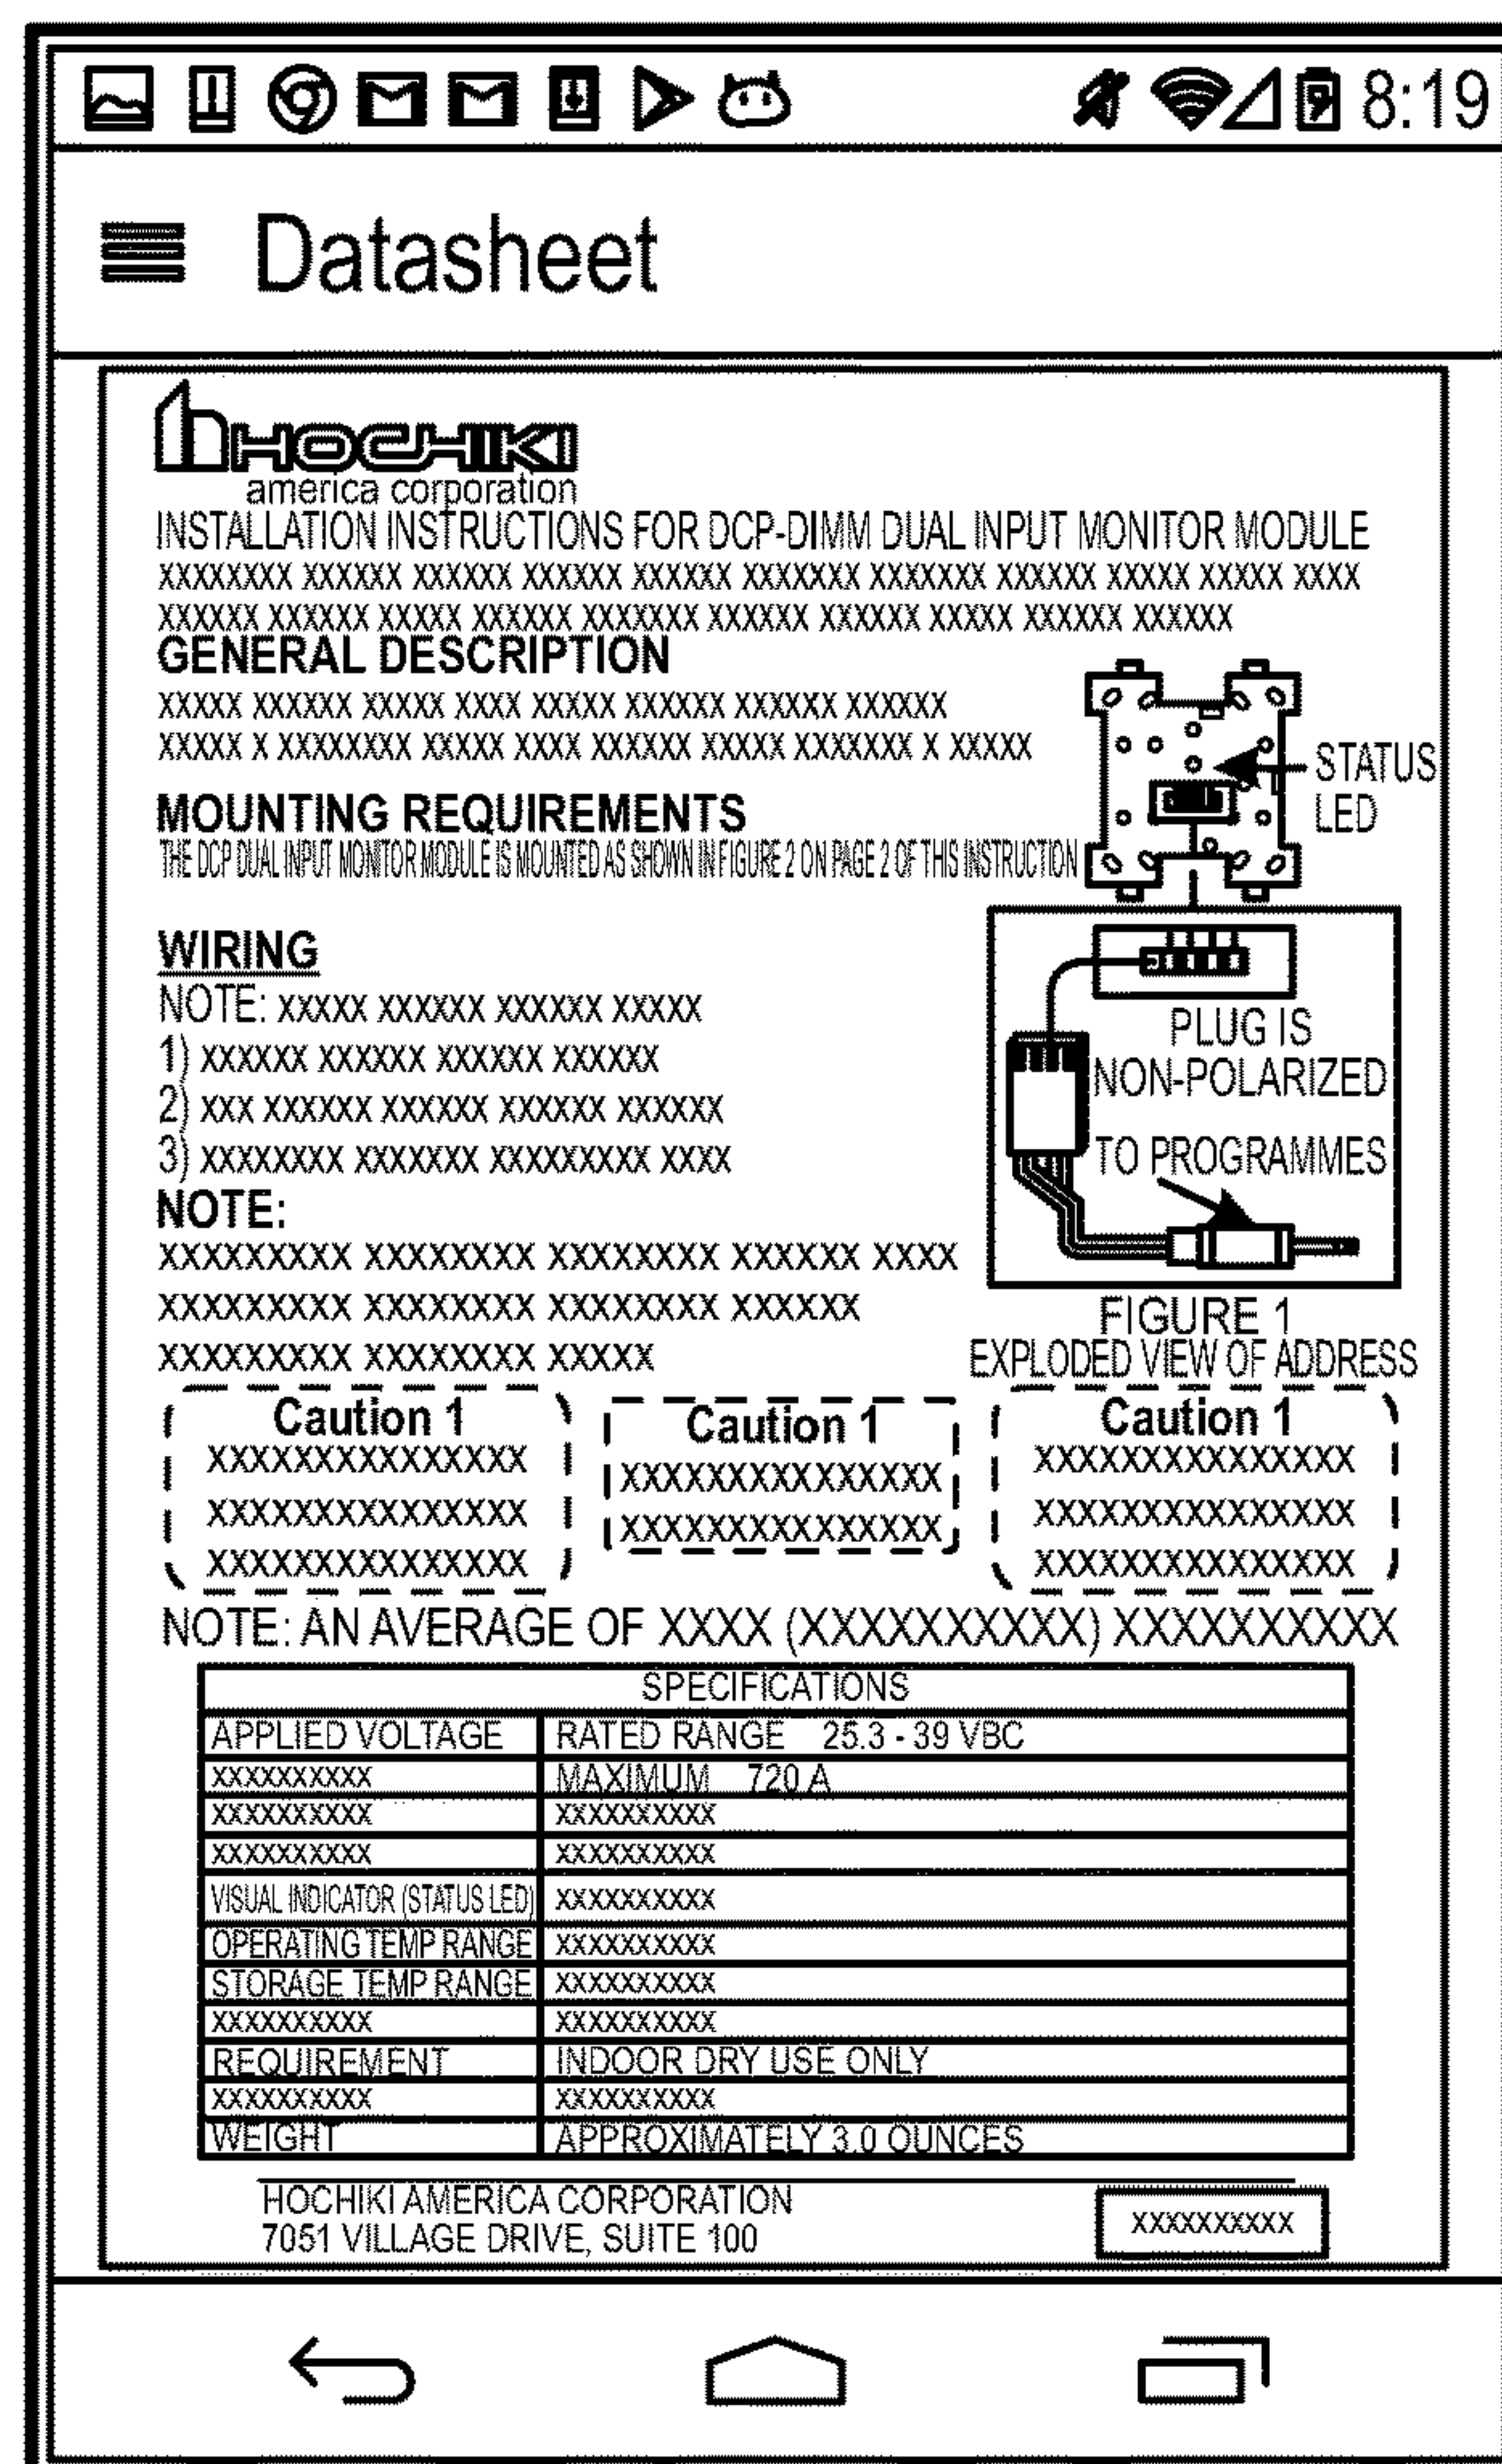 8:19
Datasheet
HOCHIKI
america corporation
INSTALLATION INSTRUCTIONS FOR DCP-DIMM DUAL INPUT MONITOR MODULE
XXXXXXXX XXXXXX XXXXXX XXXXXX XXXXXX XXXXXXX XXXXXXX XXXXXX XXXXX XXXXX XXXX
XXXXXX XXXXXX XXXXX XXXXXX XXXXXXX XXXXXX XXXXXX XXXXX XXXXXX XXXXXX
GENERAL DESCRIPTION
XXXXX XXXXXX XXXXX XXXX XXXXX XXXXXX XXXXXX XXXXXX
XXXXX X XXXXXXXX XXXXX XXXX XXXXXX XXXXX XXXXXXX X XXXXX
STATUS
LED
MOUNTING REQUIREMENTS
THE DCP DUAL INPUT MONITOR MODULE IS MOUNTED AS SHOWN IN FIGURE 2 ON PAGE 2 OF THIS INSTRUCTION
WIRING
NOTE: XXXXX XXXXXX XXXXXX XXXXX
1) XXXXXX XXXXXX XXXXXX XXXXXX
2) XXX XXXXXX XXXXXX XXXXXX XXXXXX
3) XXXXXXXX XXXXXXX XXXXXXXXX XXXX
NOTE:
XXXXXXXXX XXXXXXXX XXXXXXXX XXXXXX XXXX
XXXXXXXXX XXXXXXXX XXXXXXXX XXXXXX
XXXXXXXXX XXXXXXXX XXXXX
PLUG IS
NON-POLARIZED
TO PROGRAMMES
FIGURE 1
EXPLODED VIEW OF ADDRESS
Caution 1
XXXXXXXXXXXXXXX
XXXXXXXXXXXXXXX
XXXXXXXXXXXXXXX
Caution 1
XXXXXXXXXXXXXXX
XXXXXXXXXXXXXXX
Caution 1
XXXXXXXXXXXXXXX
XXXXXXXXXXXXXXX
XXXXXXXXXXXXXXX
NOTE: AN AVERAGE OF XXXX (XXXXXXXXXX) XXXXXXXXXX
SPECIFICATIONS
APPLIED VOLTAGE RATED RANGE 25.3 - 39 VBC
XXXXXXXXXX MAXIMUM 720 A
XXXXXXXXXX XXXXXXXXXX
XXXXXXXXXX XXXXXXXXXX
VISUAL INDICATOR (STATUS LED) XXXXXXXXXX
OPERATING TEMP RANGE XXXXXXXXXX
STORAGE TEMP RANGE XXXXXXXXXX
XXXXXXXXXX XXXXXXXXXX
REQUIREMENT INDOOR DRY USE ONLY
XXXXXXXXXX XXXXXXXXXX
WEIGHT APPROXIMATELY 3.0 OUNCES
HOCHIKI AMERICA CORPORATION
7051 VILLAGE DRIVE, SUITE 100
XXXXXXXXXX